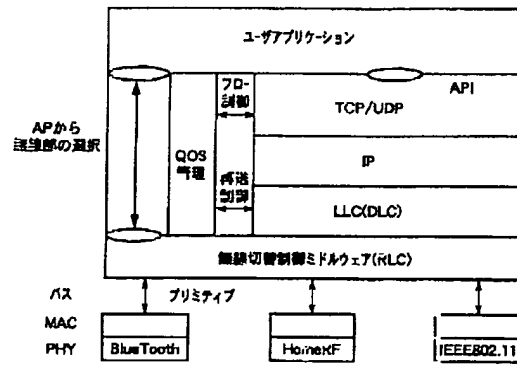 ユーザアプリケーション
API
フロー
制御
TCP/UDP
APから
無線部の選択
QOS
管理
IP
再送
制御
LLC(DLC)
無線切替制御ミドルウェア(RLC)
バス
プリミティブ
MAC
PHY
BlueTooth
HomeRF
IEEE802.11